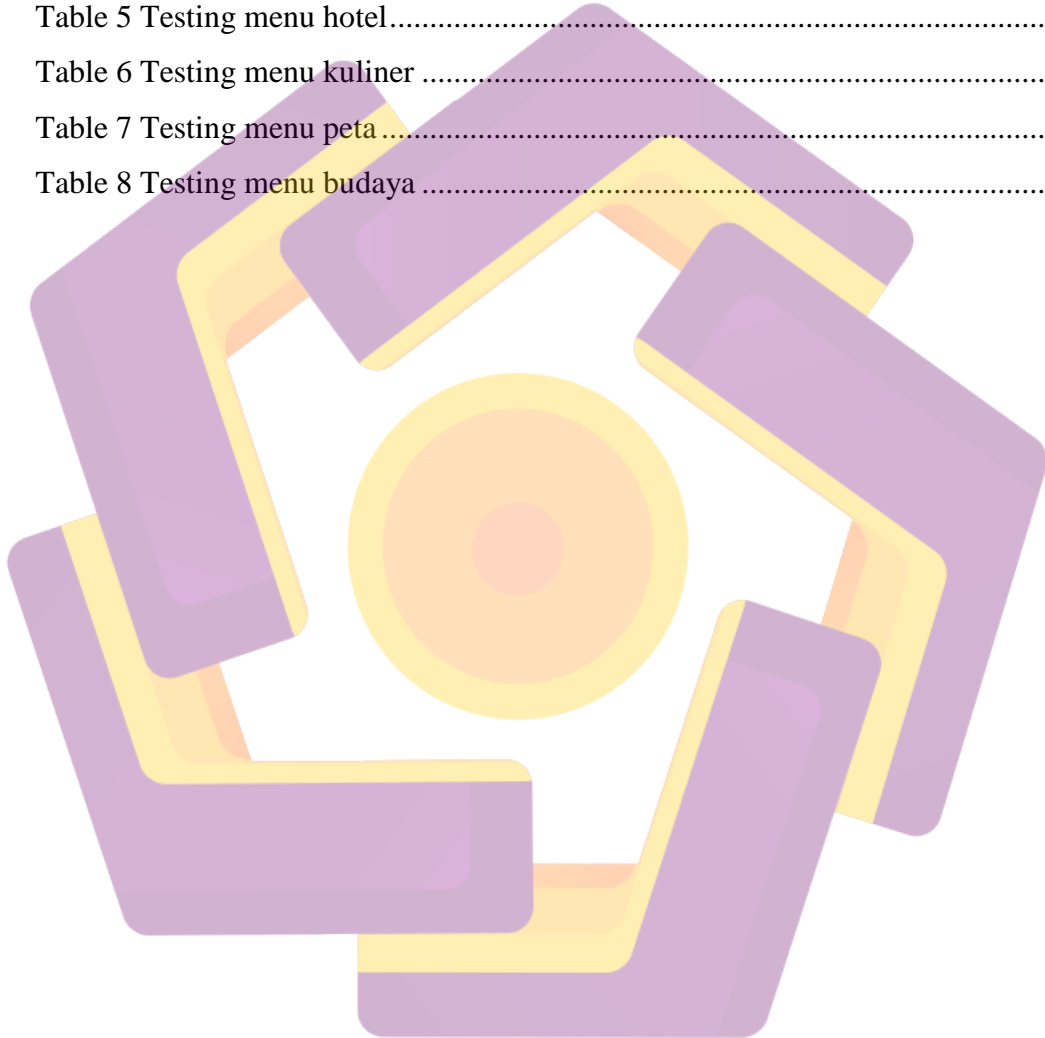 Table 5 Testing menu hotel..................................................................................
Table 6 Testing menu kuliner ..............................................................................
Table 7 Testing menu peta...................................................................................
Table 8 Testing menu budaya ..............................................................................